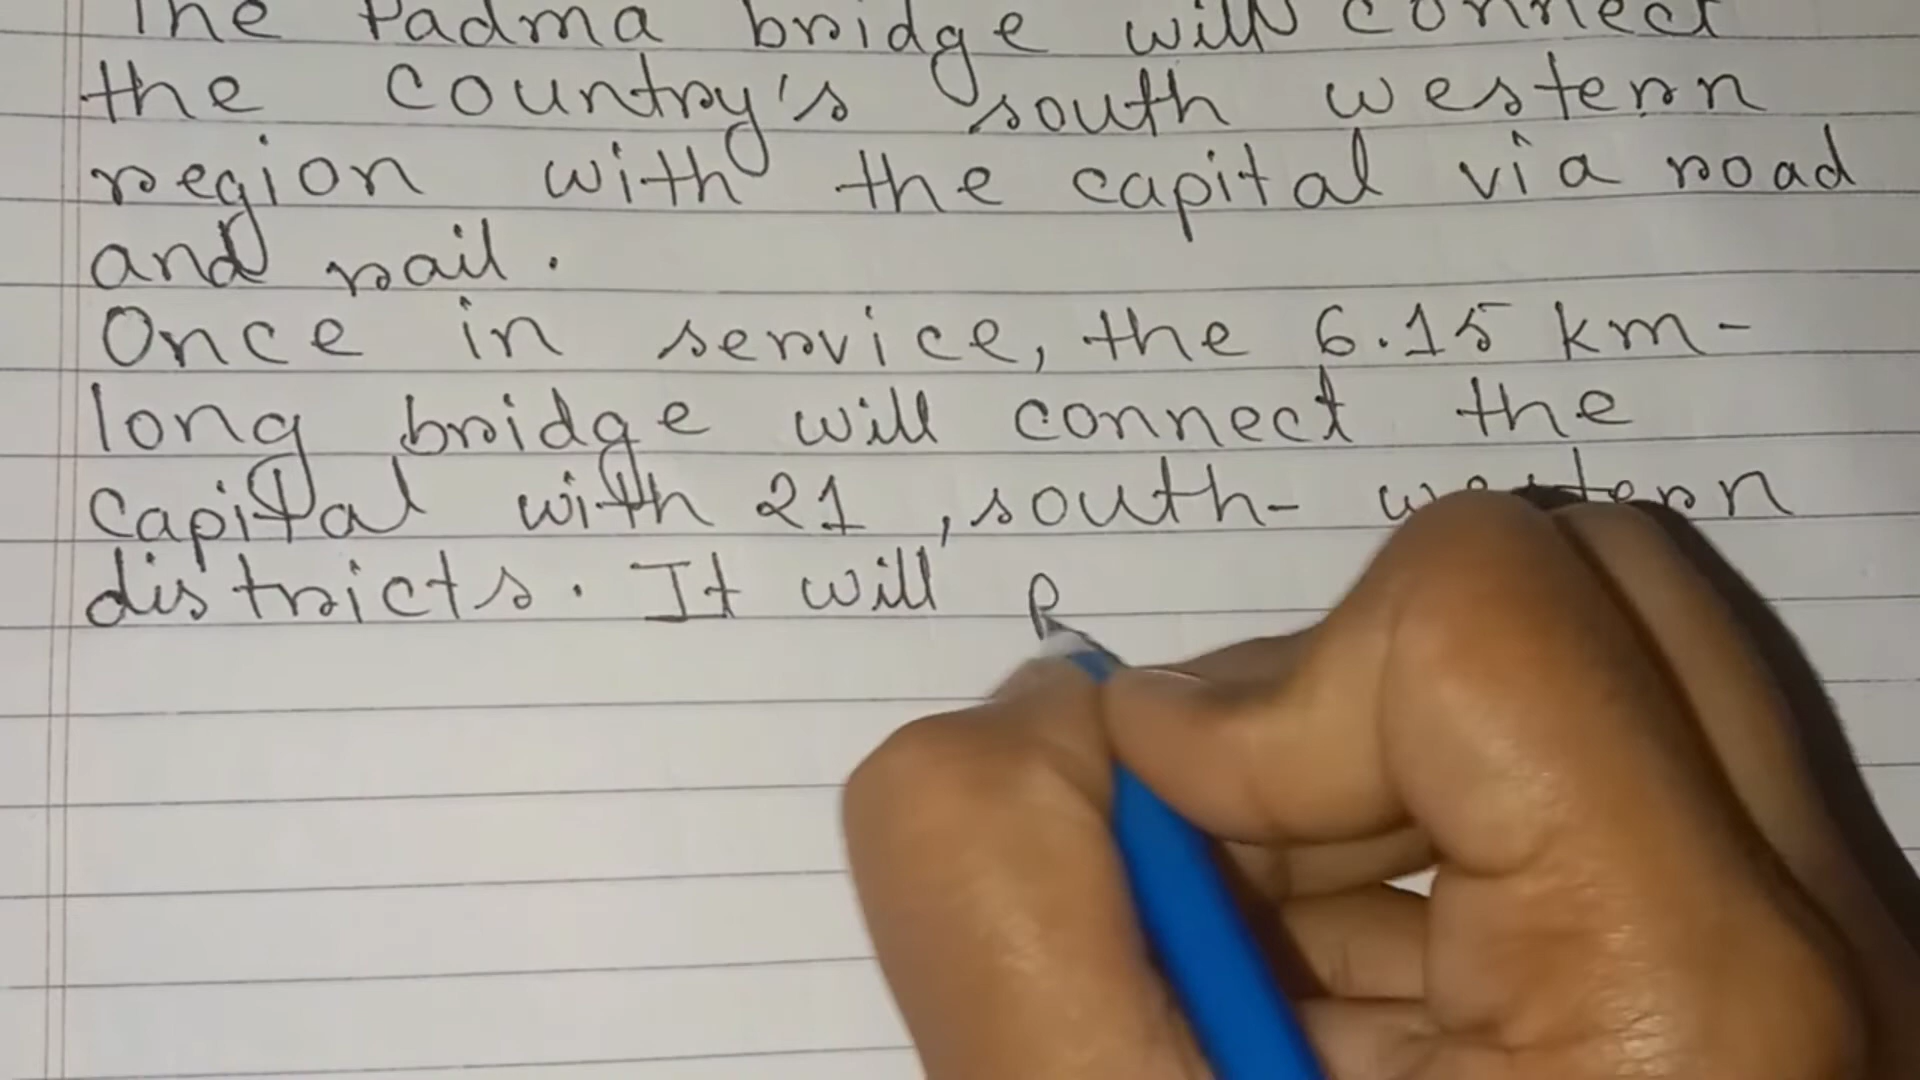 The Padma bridge will connect
the country's south western
region with the capital via road
and rail.
Once in service, the 6.15 km-
long bridge will connect the
capital with 21, south- western
districts. It will p